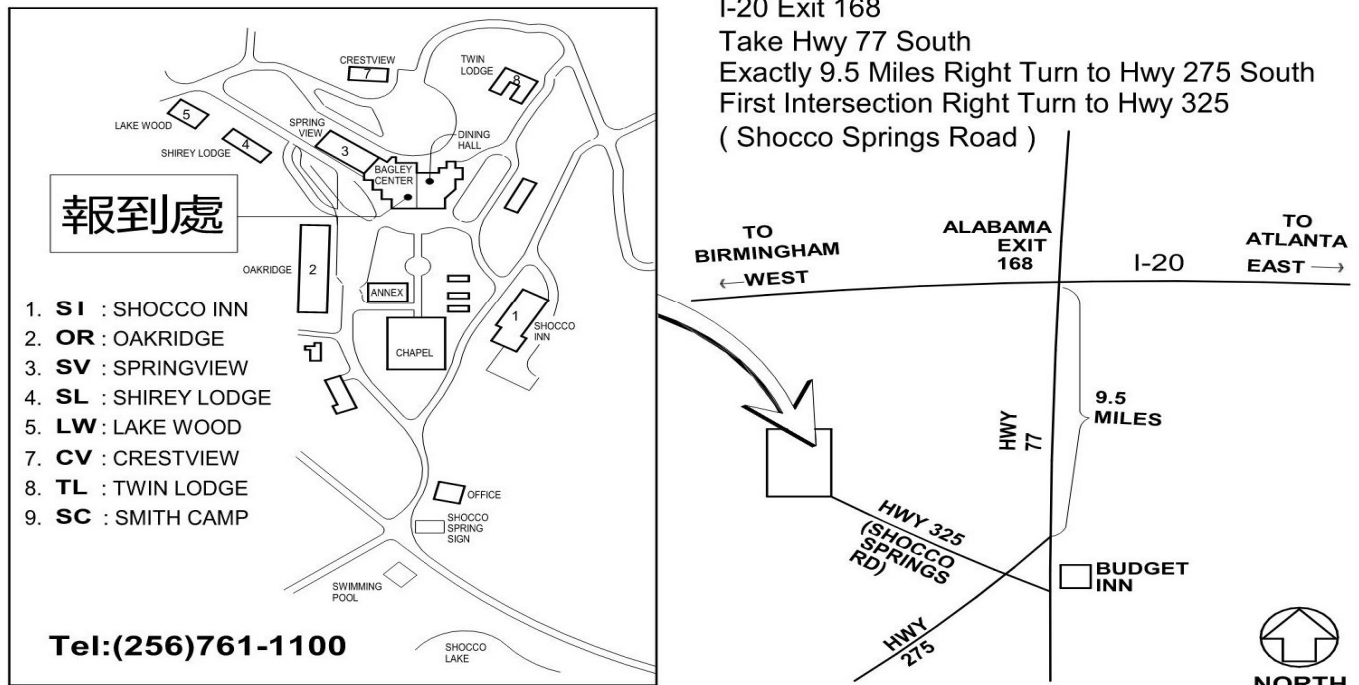 CRESTVIEW
7
TWIN
LODGE
8
5
LAKE WOOD
SPRING
VIEW
3
4
SHIREY LODGE
DINING
HALL
BAGLEY
CENTER
報到處
OAKRIDGE
2
ANNEX
1
SHOCCO
INN
CHAPEL
1. SI : SHOCCO INN
2. OR : OAKRIDGE
3. SV : SPRINGVIEW
4. SL : SHIREY LODGE
5. LW : LAKE WOOD
7. CV : CRESTVIEW
8. TL : TWIN LODGE
9. SC : SMITH CAMP
OFFICE
SHOCCO
SPRING
SIGN
SWIMMING
POOL
Tel:(256)761-1100
SHOCCO
LAKE
I-20 Exit 168
Take Hwy 77 South
Exactly 9.5 Miles Right Turn to Hwy 275 South
First Intersection Right Turn to Hwy 325
( Shocco Springs Road )
TO
BIRMINGHAM
←WEST
ALABAMA
EXIT
168
I-20
TO
ATLANTA
EAST →
HWY
77
9.5
MILES
HWY 325
(SHOCCO
SPRINGS
RD)
BUDGET
INN
HWY
275
NORTH